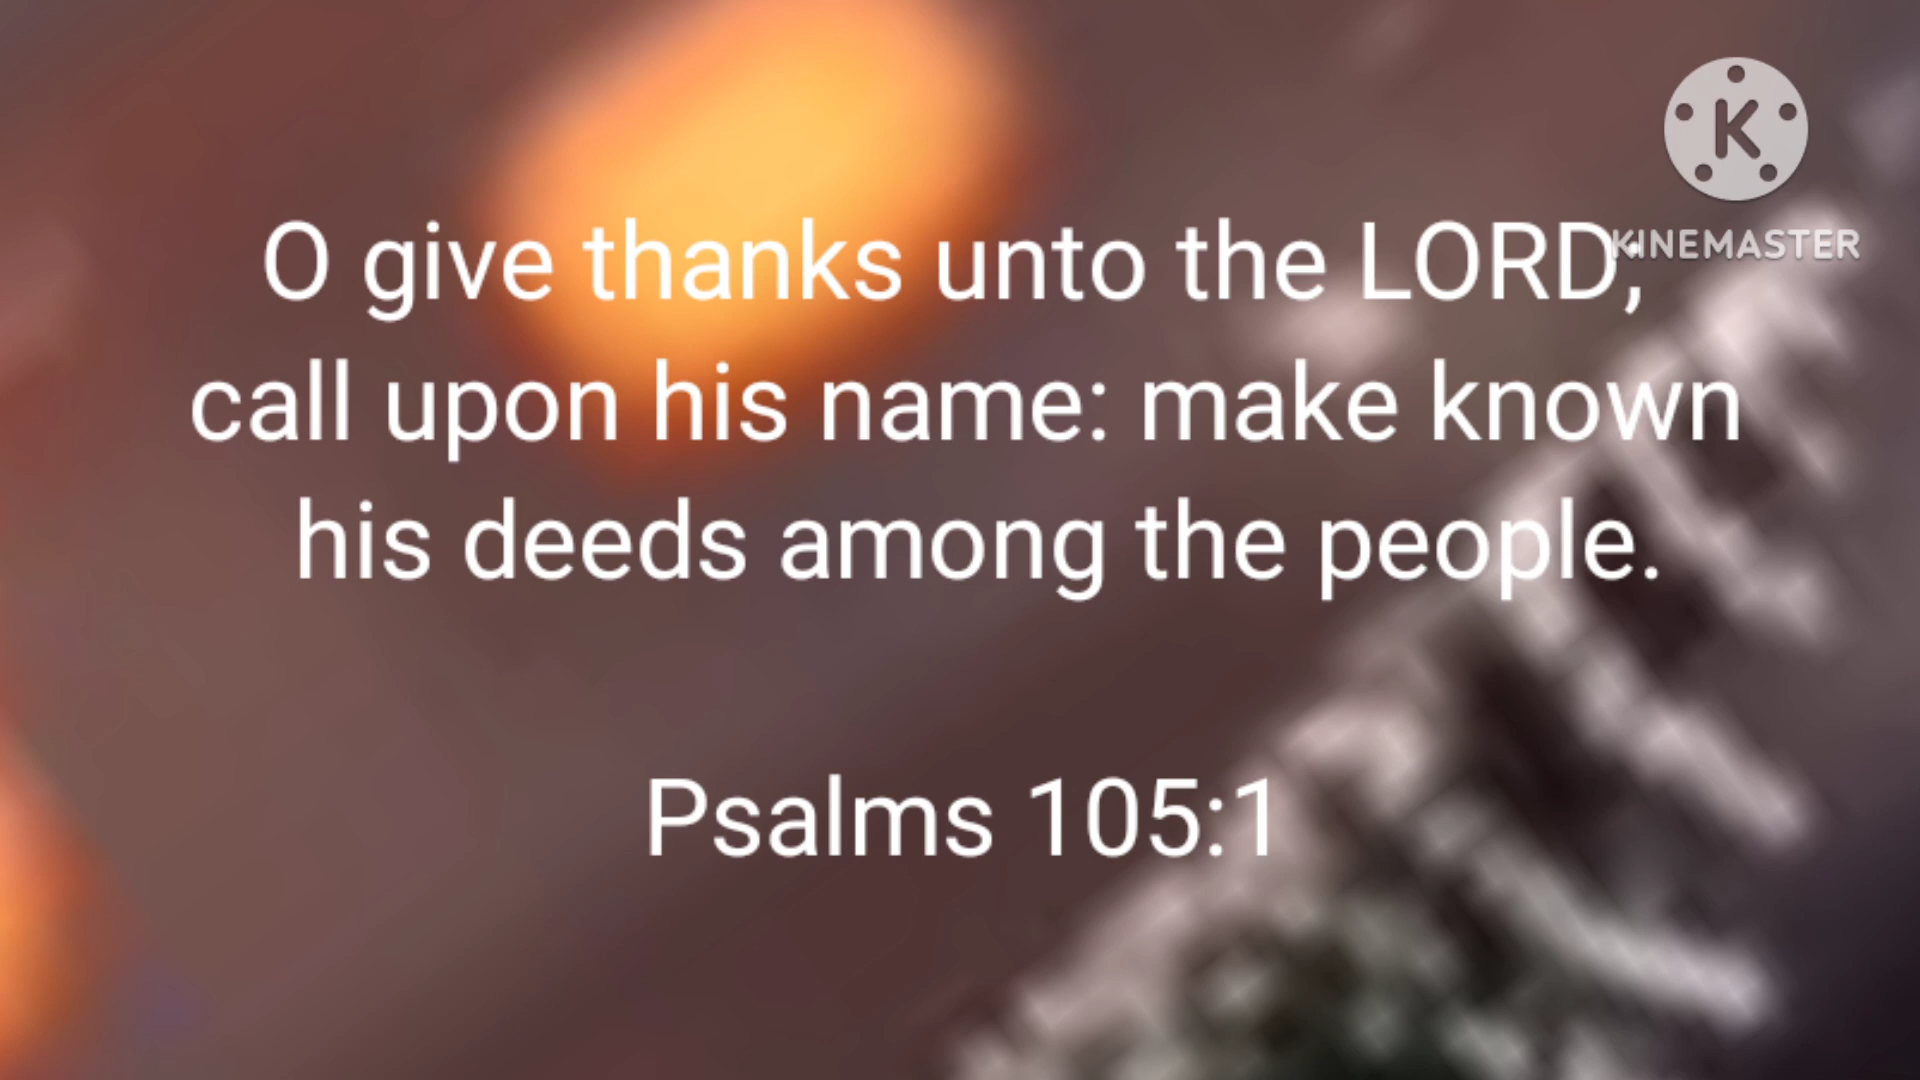 K
KINEMASTER
O give thanks unto the LORD;
call upon his name: make known
his deeds among the people.
Psalms 105:1